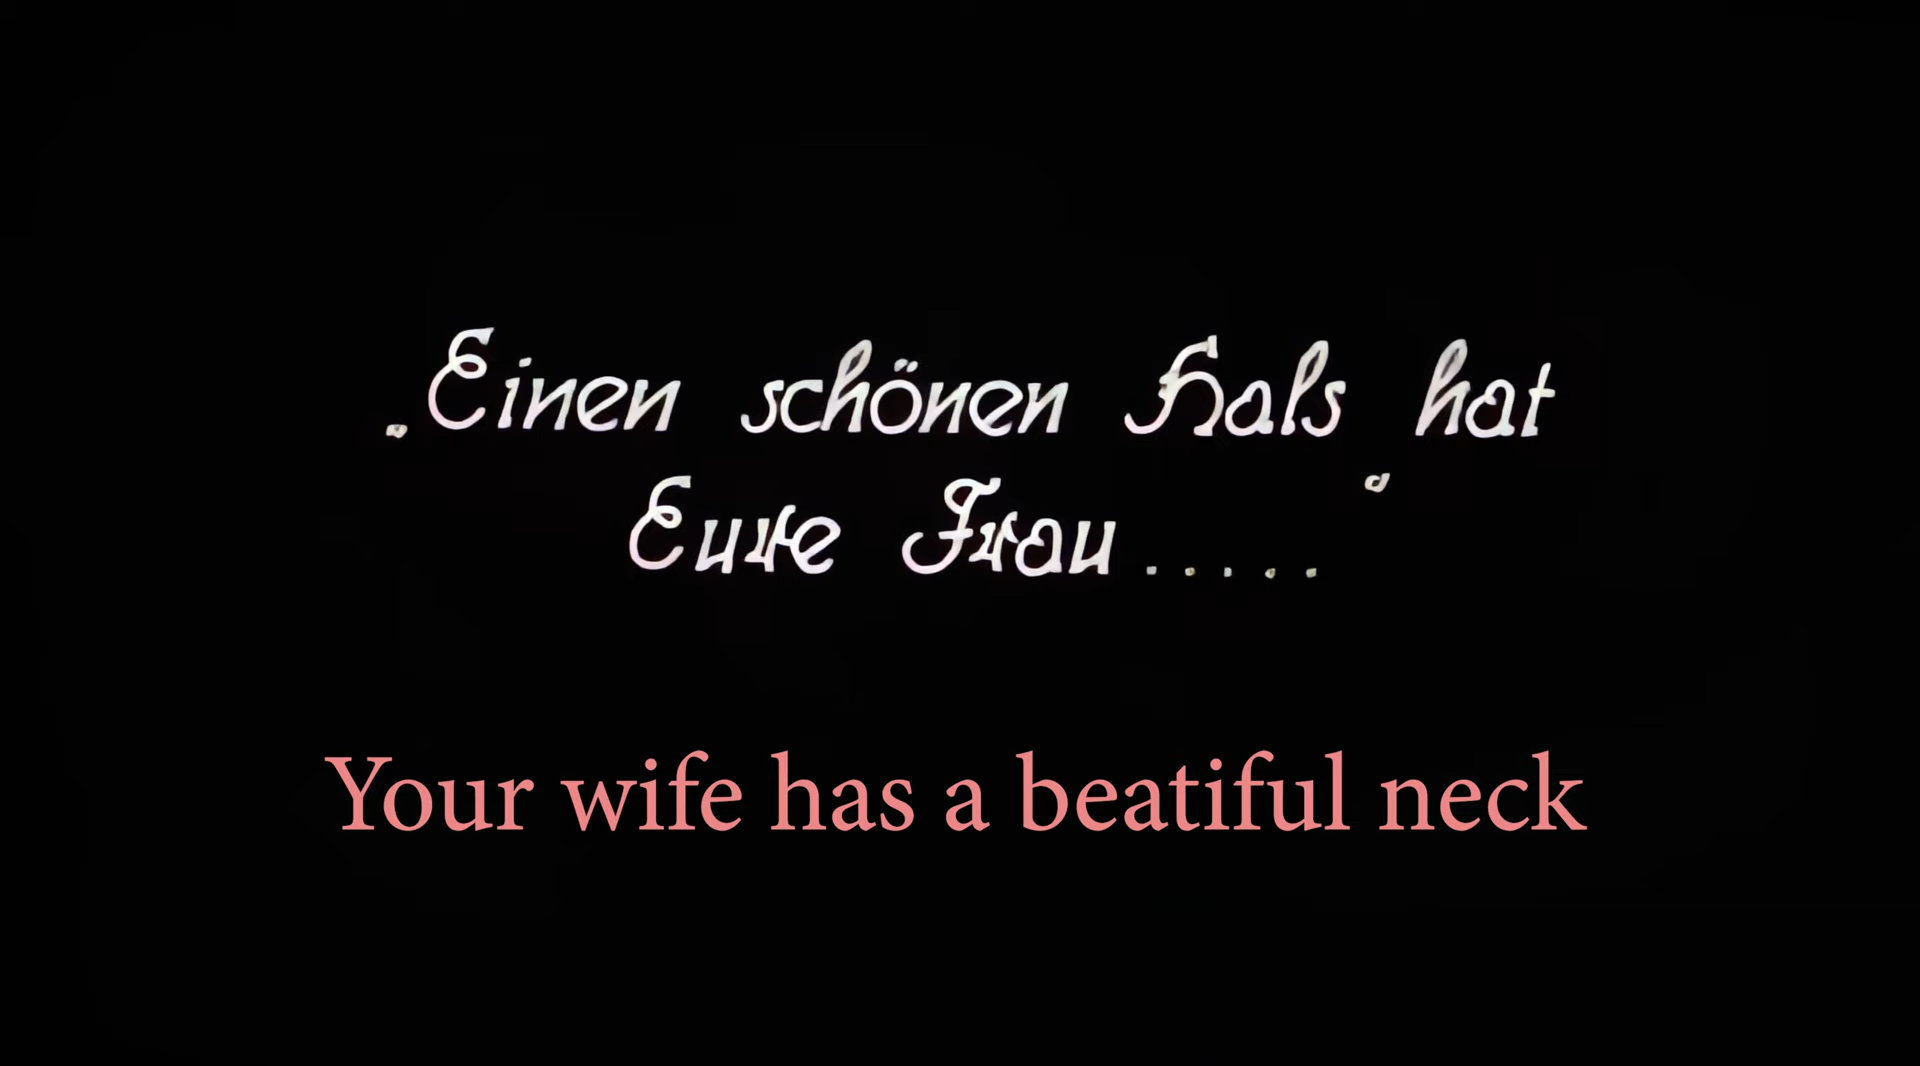 „Einen schönen Hals hat
Eure Frau....."
Your wife has a beatiful neck